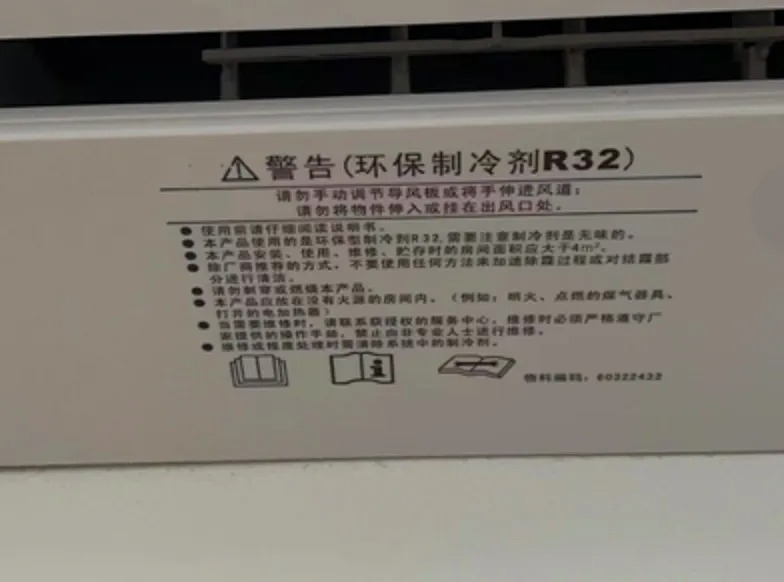 警告(环保制冷剂R32)
请勿手动调节导风板或将手伸进风道;
请勿将物件伸入或挂在出风口处。
● 使用前请仔细阅读说明书。
● 本产品使用的是环保型制冷剂R32,需要注意制冷剂是无味的。
● 本产品安装、使用、维修、贮存时的房间面积应大于4m²。
● 除厂商推荐的方式,不要使用任何方法来加速除霜过程或对结霜部
分进行清洁。
● 请勿刺穿或燃烧本产品。
● 本产品应放在没有火源的房间内。(例如:明火、点燃的煤气器具、
打开的电加热器)
● 当需要维修时,请联系获授权的服务中心,维修时必须严格遵守厂
家提供的操作手册,禁止由非专业人士进行维修。
● 维修或报废处理时需清除系统中的制冷剂。
物料编码:60322432